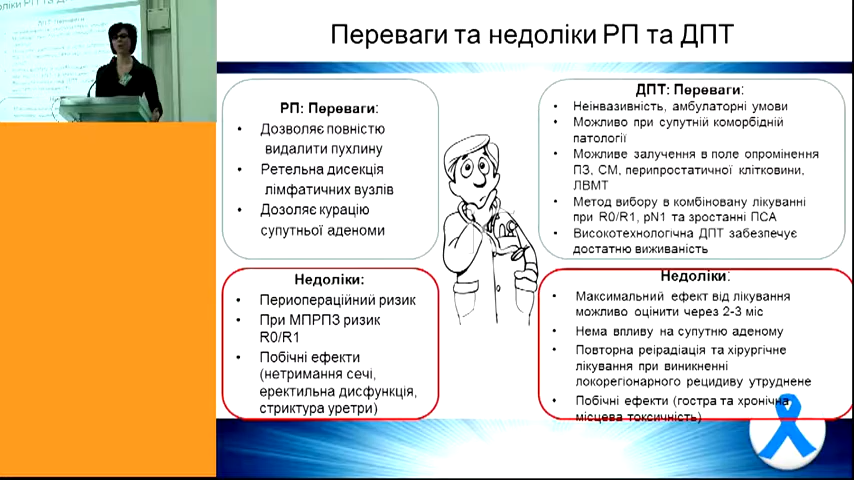 Переваги та недоліки РП та ДПТ
РП: Переваги:
• Дозволяє повністю
видалити пухлину
• Ретельна дисекція
лімфатичних вузлів
• Дозоляє курацію
супутньої аденоми
Недоліки:
• Периопераційний ризик
• При МПРПЗ ризик
R0/R1
• Побічні ефекти
(нетримання сечі,
еректильна дисфункція,
стриктура уретри)
ДПТ: Переваги:
• Неінвазивність, амбулаторні умови
• Можливо при супутній коморбідній
патології
• Можливе залучення в поле опромінення
ПЗ, СМ, перипростатичної клітковини,
ЛВМТ
• Метод вибору в комбіновану лікуванні
при R0/R1, pN1 та зростанні ПСА
• Високотехнологічна ДПТ забезпечує
достатню виживаність
Недоліки:
• Максимальний ефект від лікування
можливо оцінити через 2-3 міс
• Нема впливу на супутню аденому
• Повторна реірадіація та хірургічне
лікування при виникненні
локорегіонарного рецидиву утруднене
• Побічні ефекти (гостра та хронічна
місцева токсичність)